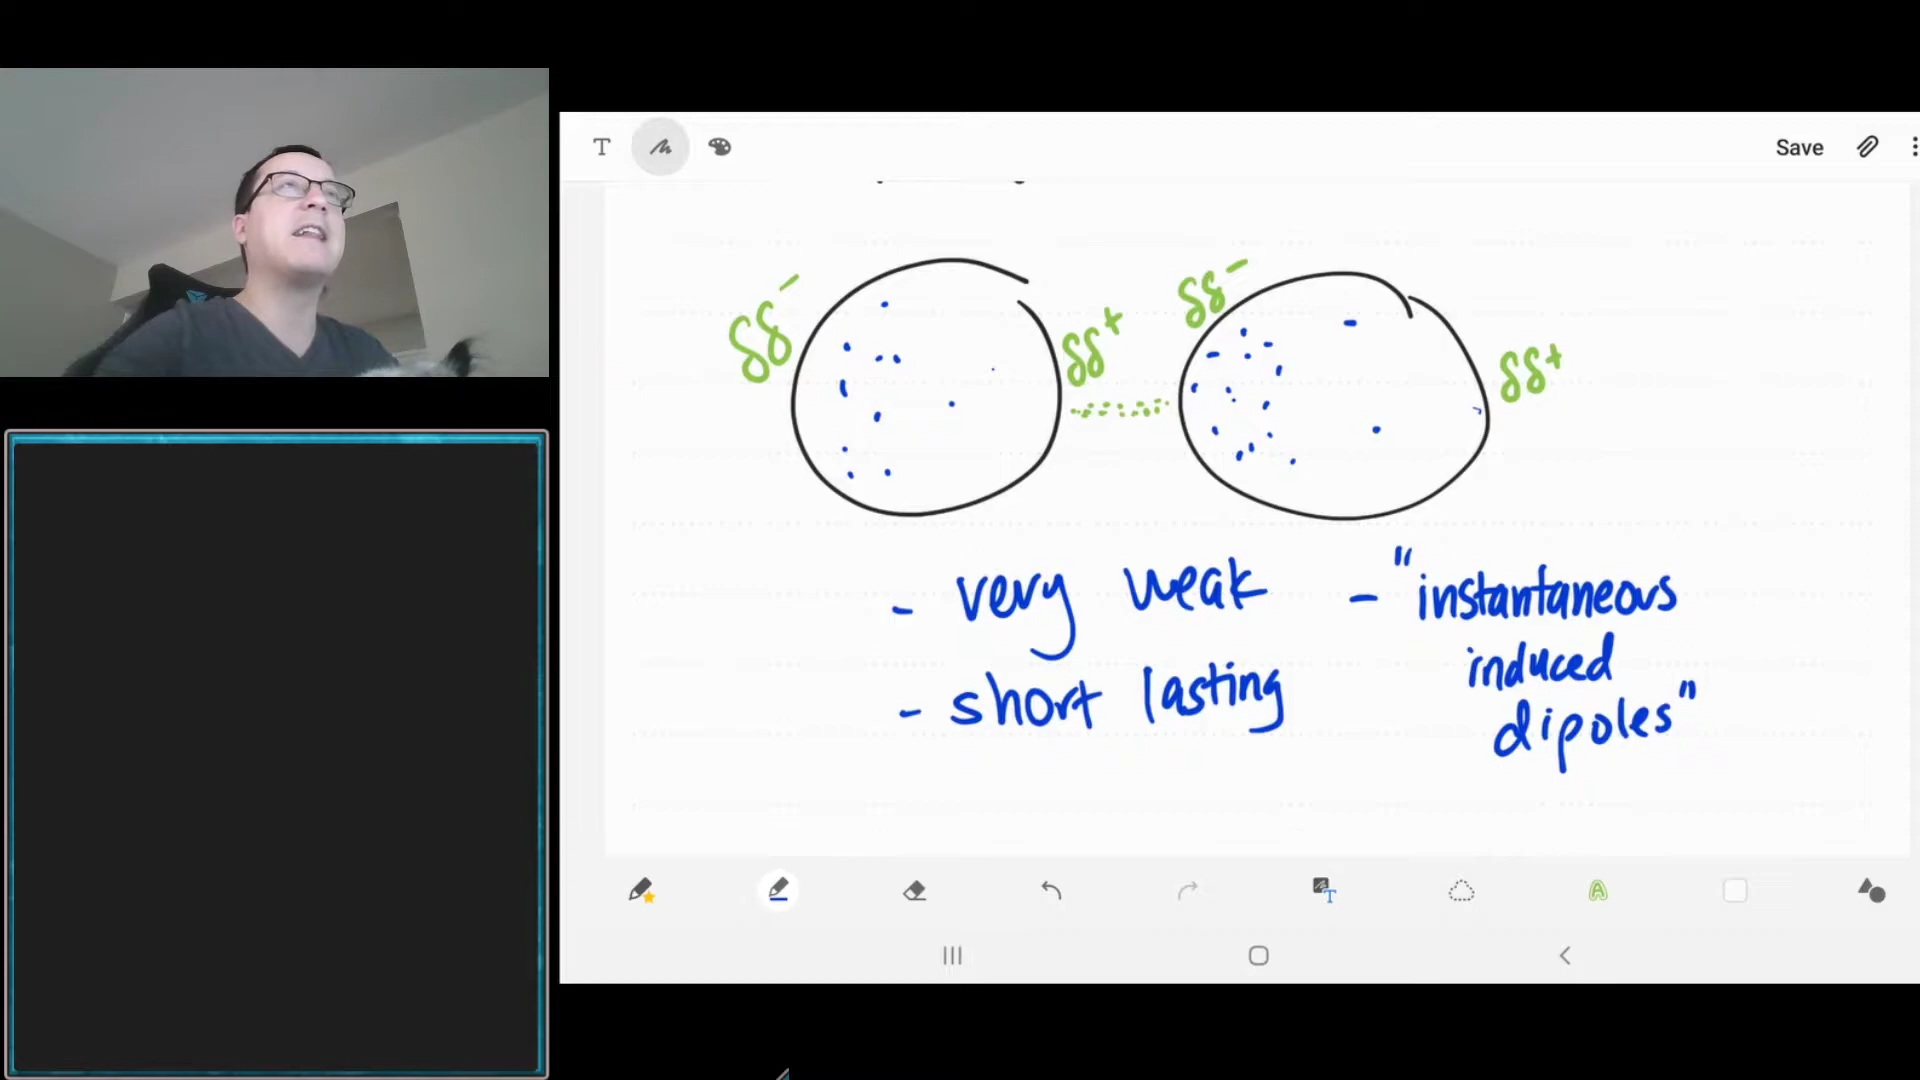 T
Save
δδ⁻ δδ⁺ δδ⁻ δδ⁺
- very weak
- short lasting
- "instantaneous
induced
dipoles"
T
A